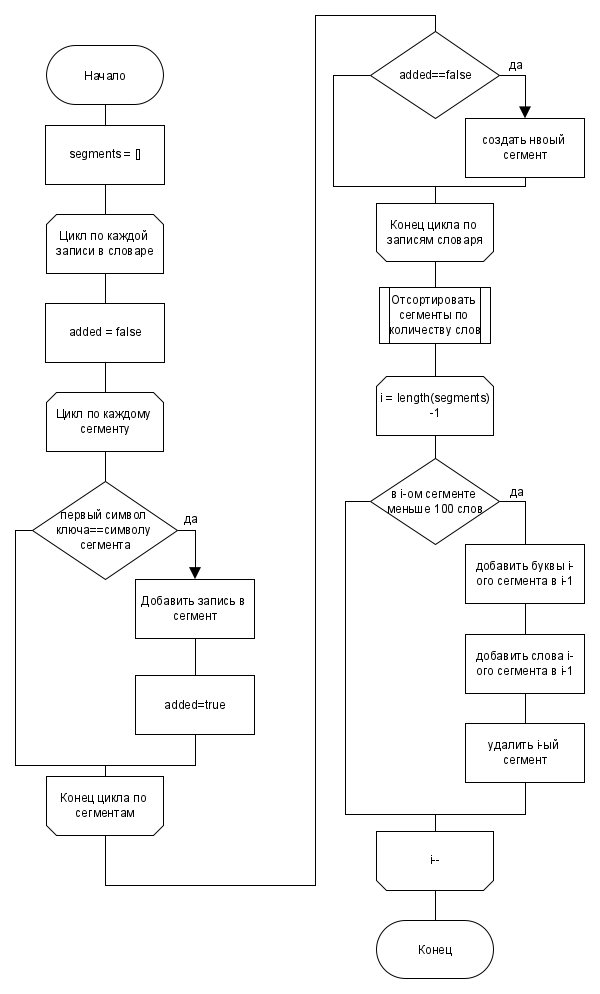 Начало
segments = []
Цикл по каждой
записи в словаре
added = false
Цикл по каждому
сегменту
первый символ
ключа==символу
сегмента
да
Добавить запись в
сегмент
added=true
Конец цикла по
сегментам
added==false
да
создать нвоый
сегмент
Конец цикла по
записям словаря
Отсортировать
сегменты по
количеству слов
i = length(segments)
-1
в i-ом сегменте
меньше 100 слов
да
добавить буквы i-
ого сегмента в i-1
добавить слова i-
ого сегмента в i-1
удалить i-ый
сегмент
i--
Конец